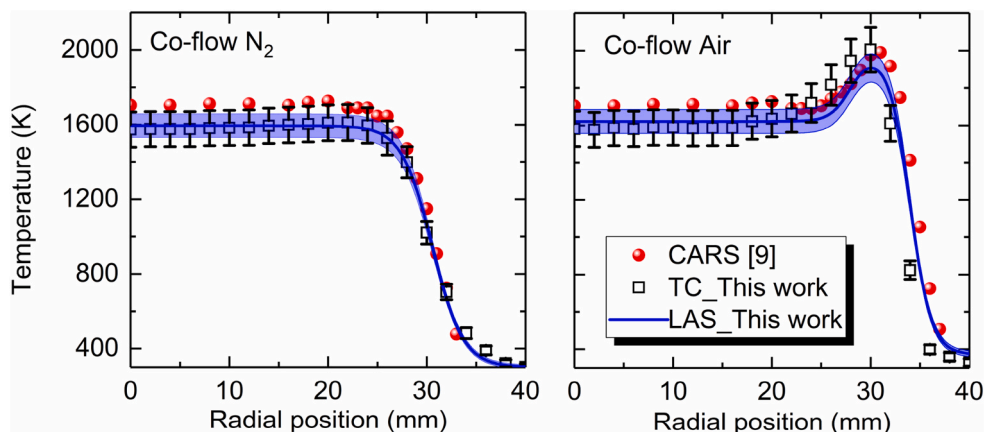 Co-flow N₂
Co-flow Air
Temperature (K)
2000
1600
1200
800
400
CARS [9]
TC_This work
LAS_This work
0 10 20 30 40
0 10 20 30 40
Radial position (mm)
Radial position (mm)